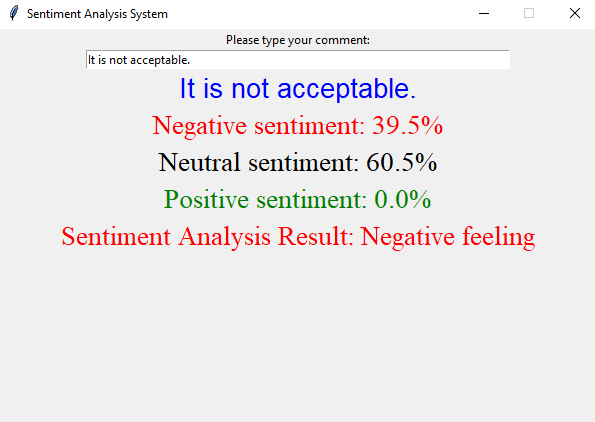 Sentiment Analysis System
Please type your comment:
It is not acceptable.
It is not acceptable.
Negative sentiment: 39.5%
Neutral sentiment: 60.5%
Positive sentiment: 0.0%
Sentiment Analysis Result: Negative feeling